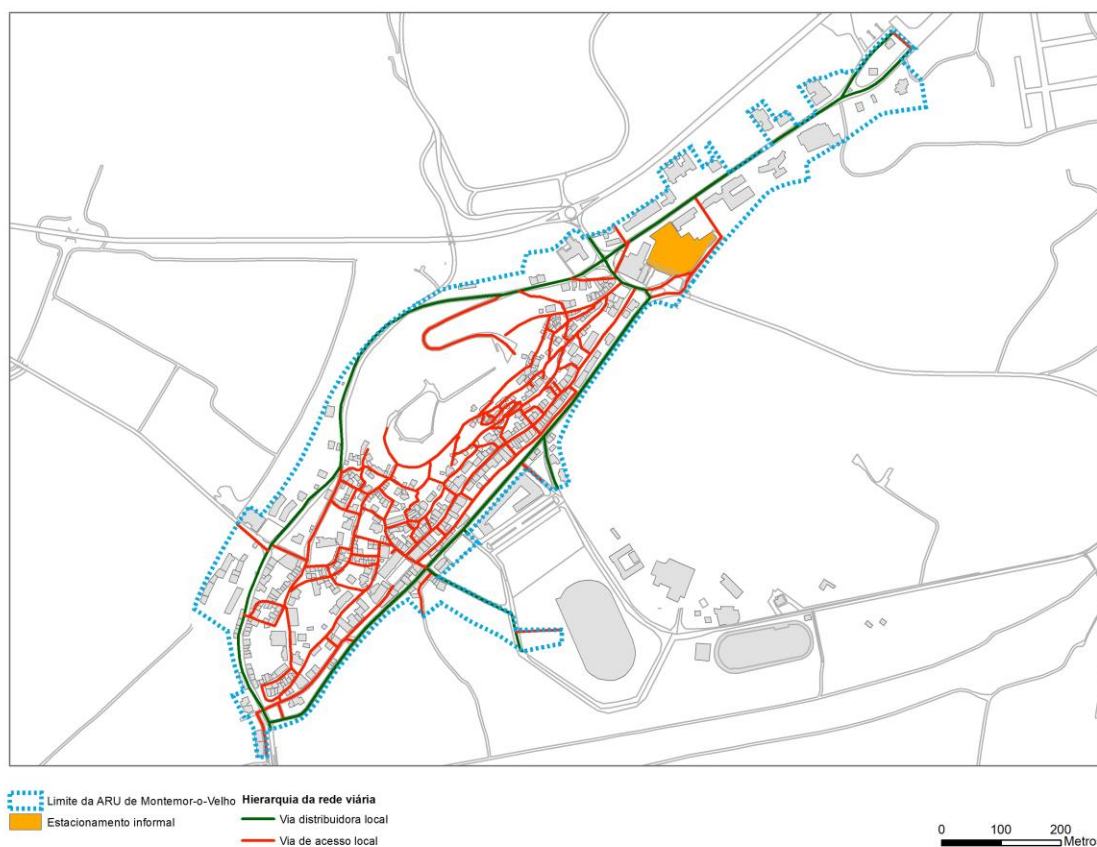 Limite da ARU de Montemor-o-Velho
Estacionamento informal
Hierarquia da rede viária
Via distribuidora local
Via de acesso local
0 100 200
Metro